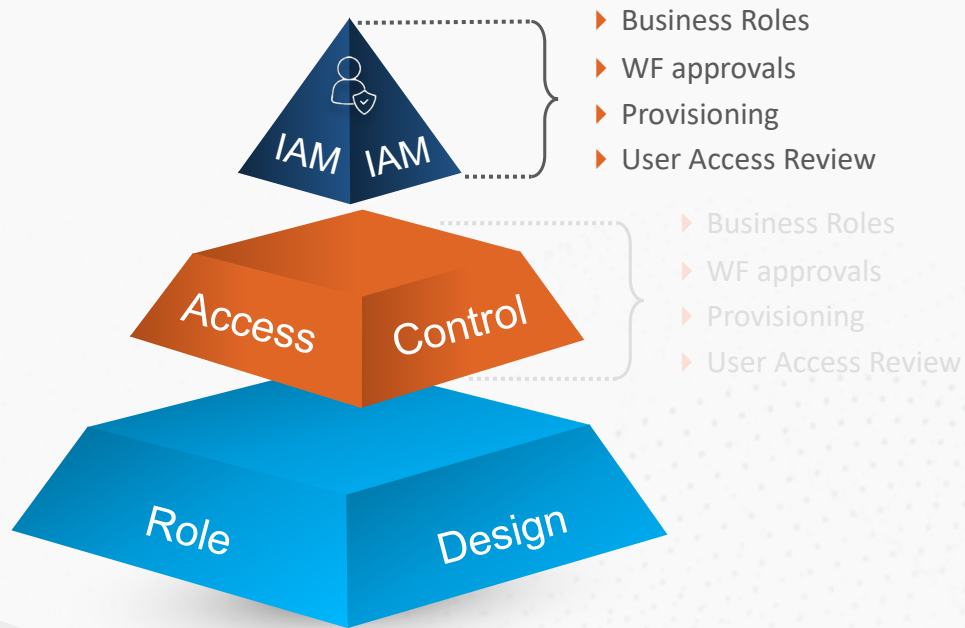 Business Roles
WF approvals
Provisioning
User Access Review
IAM IAM
Business Roles
WF approvals
Provisioning
User Access Review
Access Control
Role Design